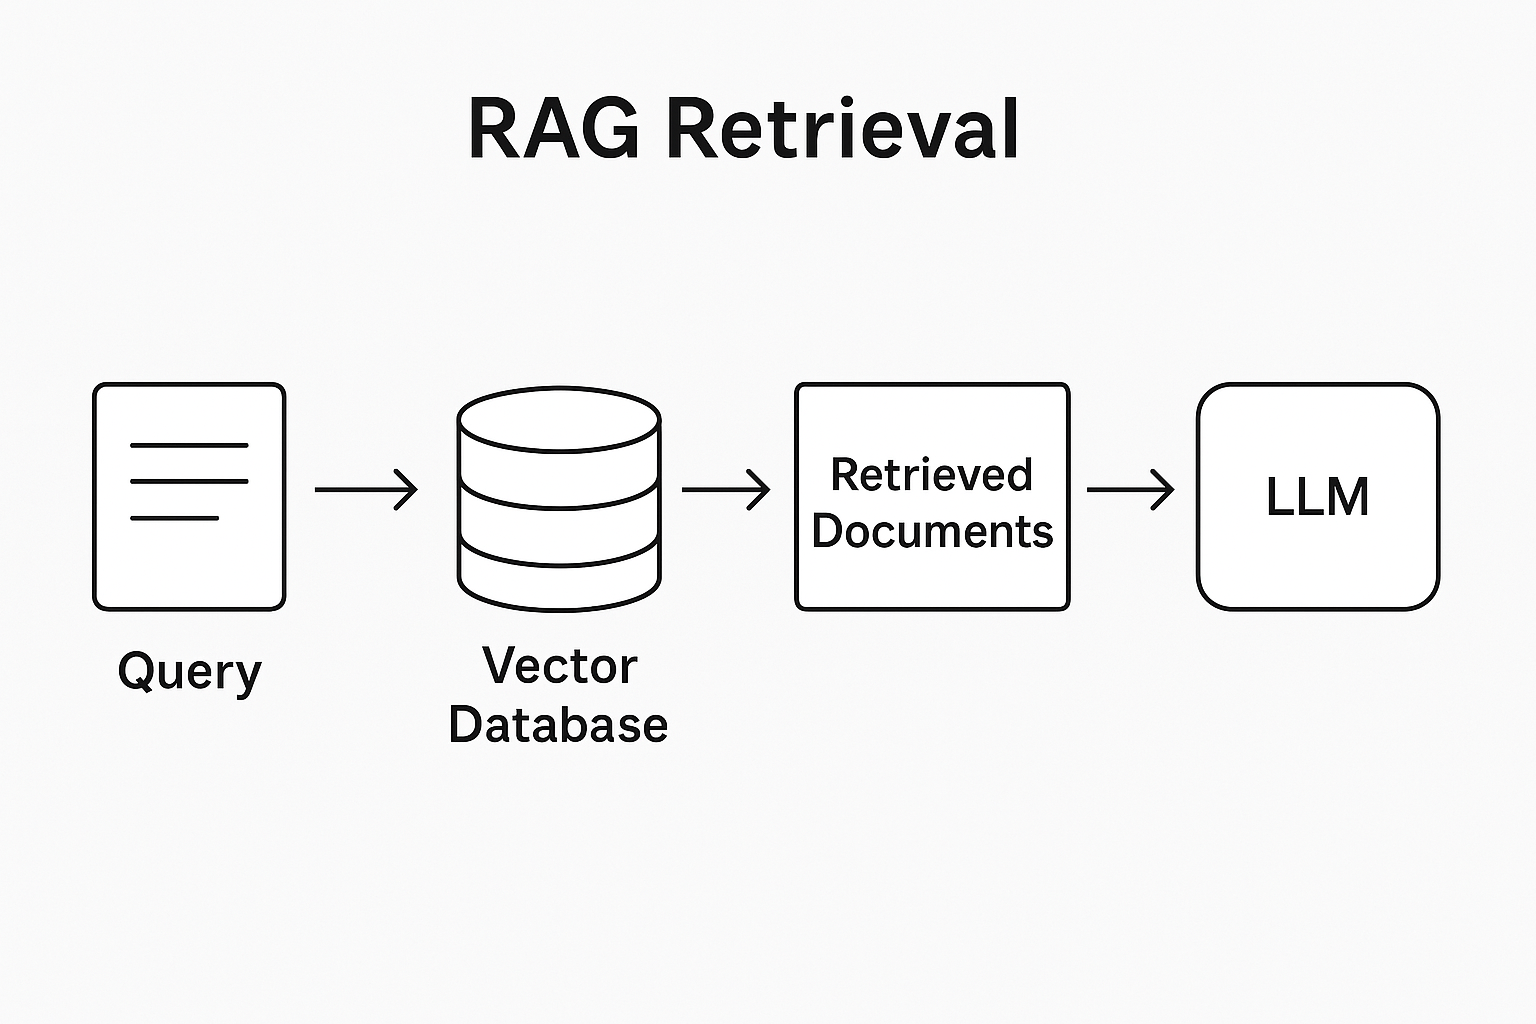 RAG Retrieval
Query
Vector
Database
Retrieved
Documents
LLM